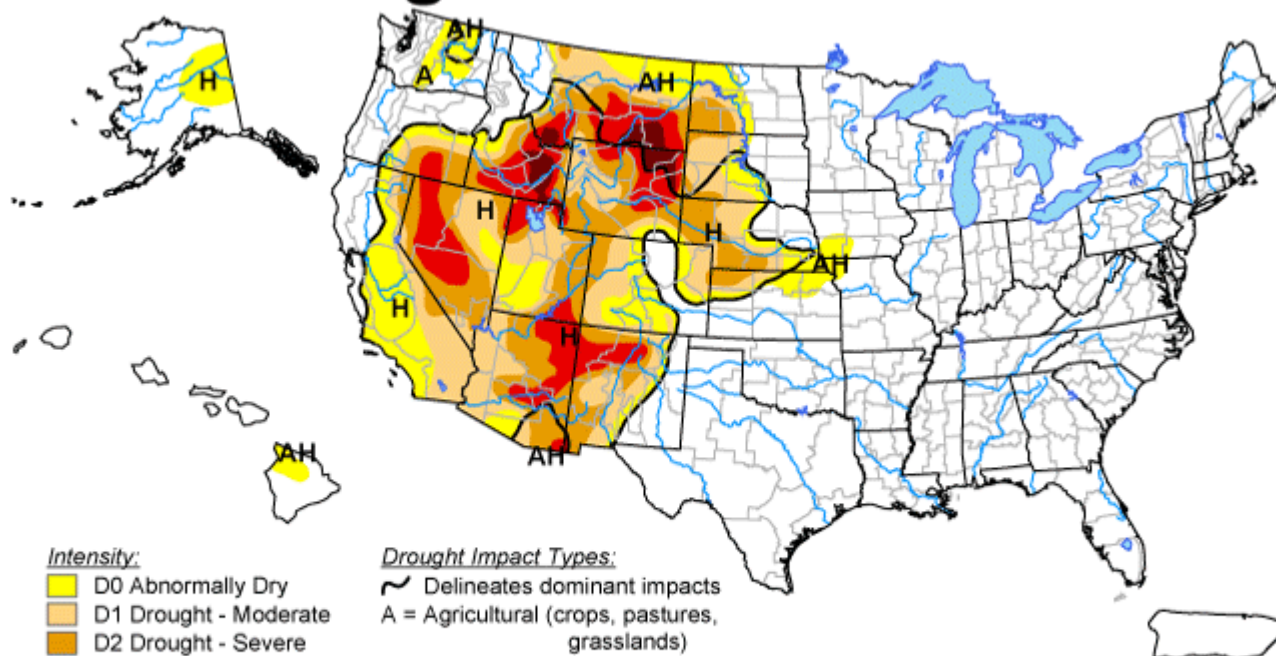 AH
A
H
AH
H
H
AH
H
H
AH
AH
Intensity:
D0 Abnormally Dry
D1 Drought - Moderate
D2 Drought - Severe
Drought Impact Types:
Delineates dominant impacts
A = Agricultural (crops, pastures,
grasslands)